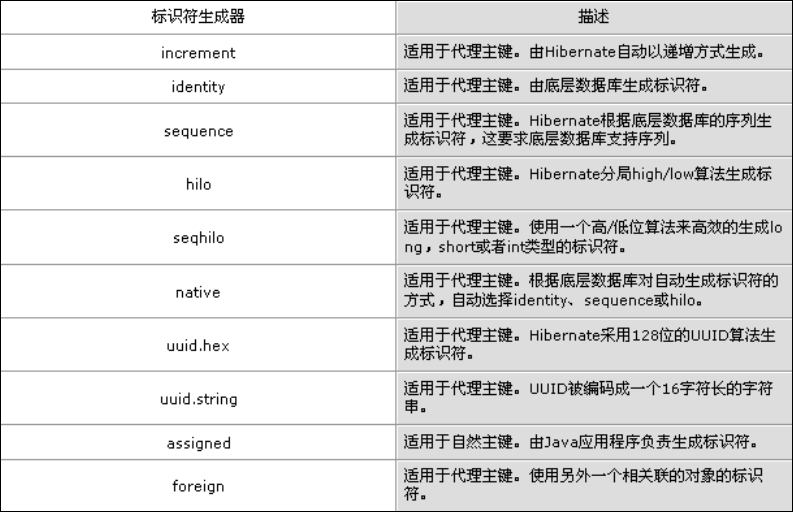 标识符生成器 描述
increment 适用于代理主键。由Hibernate自动以递增方式生成。
identity 适用于代理主键。由底层数据库生成标识符。
sequence 适用于代理主键。Hibernate根据底层数据库的序列生
成标识符，这要求底层数据库支持序列。
hilo 适用于代理主键。Hibernate分局high/low算法生成标
识符。
seqhilo 适用于代理主键。使用一个高/低位算法来高效的生成lo
ng，short或者int类型的标识符。
native 适用于代理主键。根据底层数据库对自动生成标识符的
方式，自动选择identity、sequence或hilo。
uuid.hex 适用于代理主键。Hibernate采用128位的UUID算法生
成标识符。
uuid.string 适用于代理主键。UUID被编码成一个16字符长的字符
串。
assigned 适用于自然主键。由Java应用程序负责生成标识符。
foreign 适用于代理主键。使用另外一个相关联的对象的标识
符。